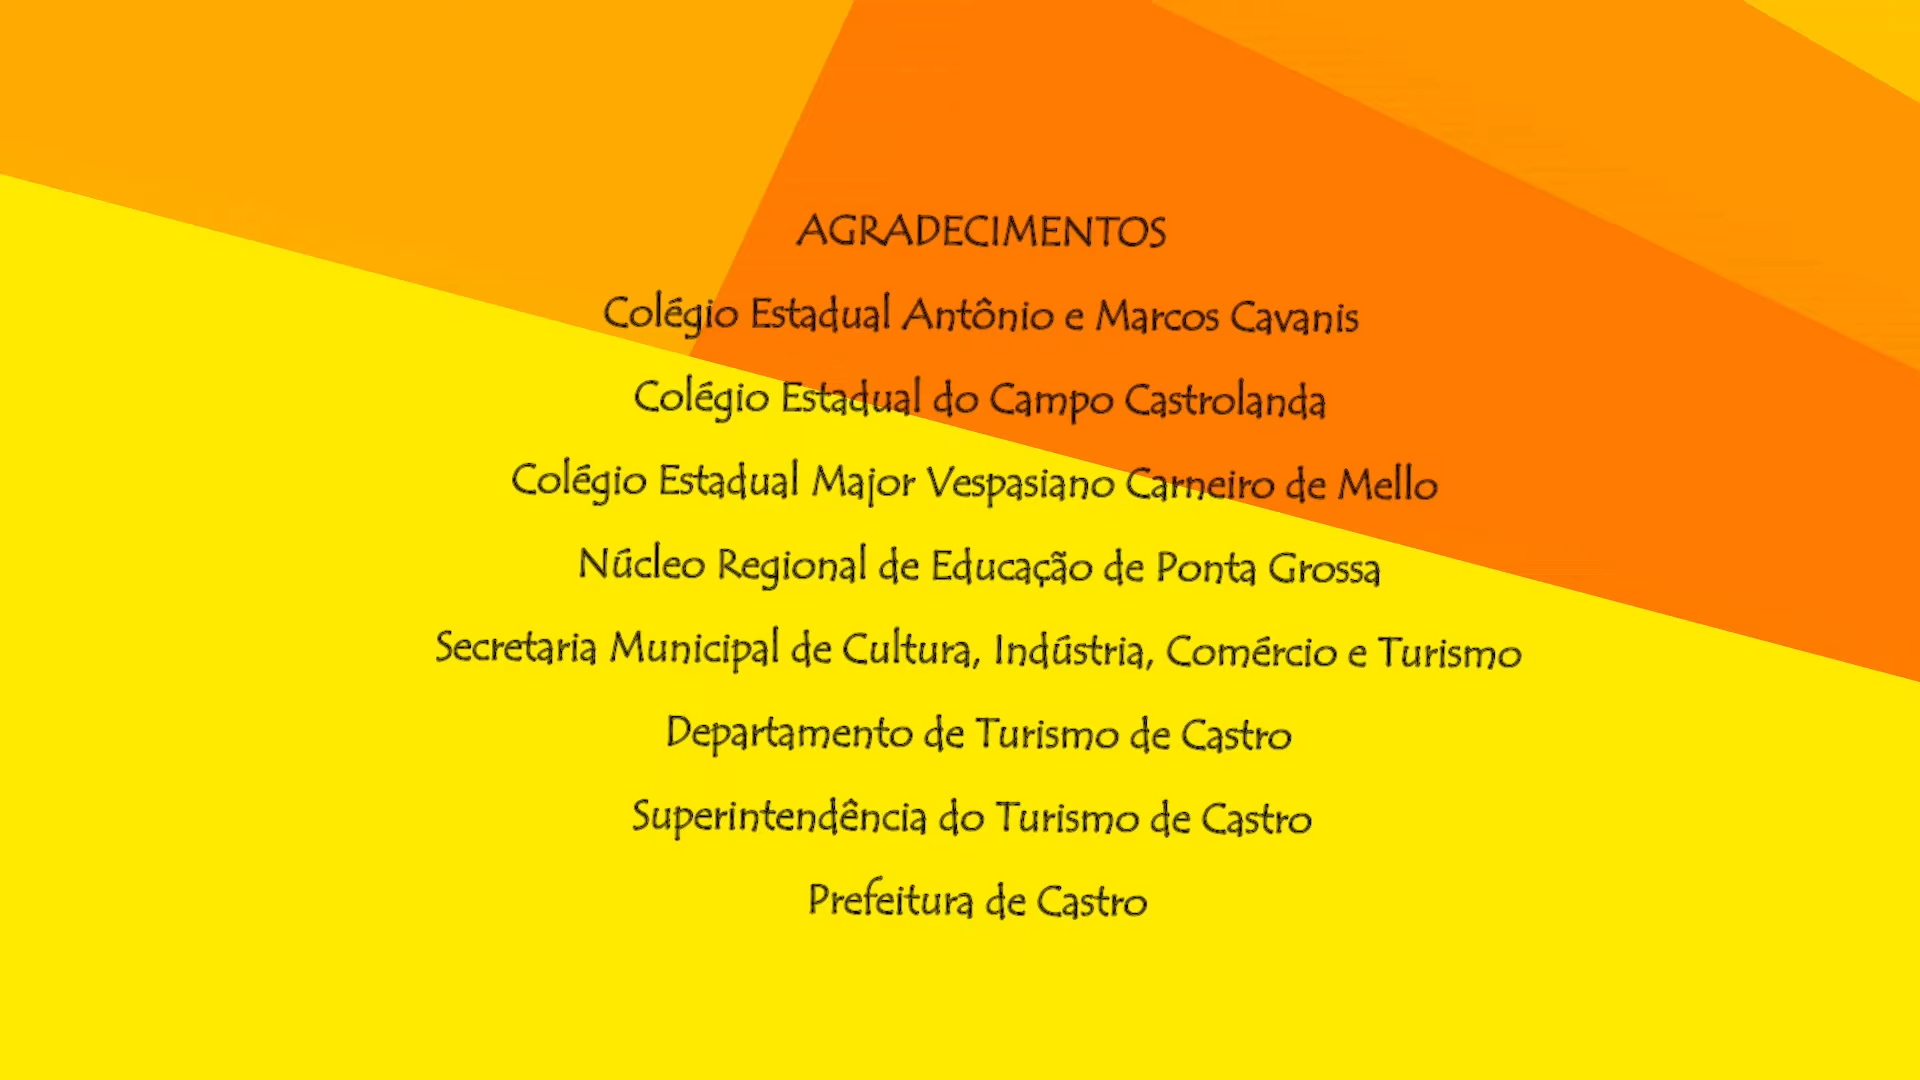 AGRADECIMENTOS
Colégio Estadual Antônio e Marcos Cavanis
Colégio Estadual do Campo Castrolanda
Colégio Estadual Major Vespasiano Carneiro de Mello
Núcleo Regional de Educação de Ponta Grossa
Secretaria Municipal de Cultura, Indústria, Comércio e Turismo
Departamento de Turismo de Castro
Superintendência do Turismo de Castro
Prefeitura de Castro